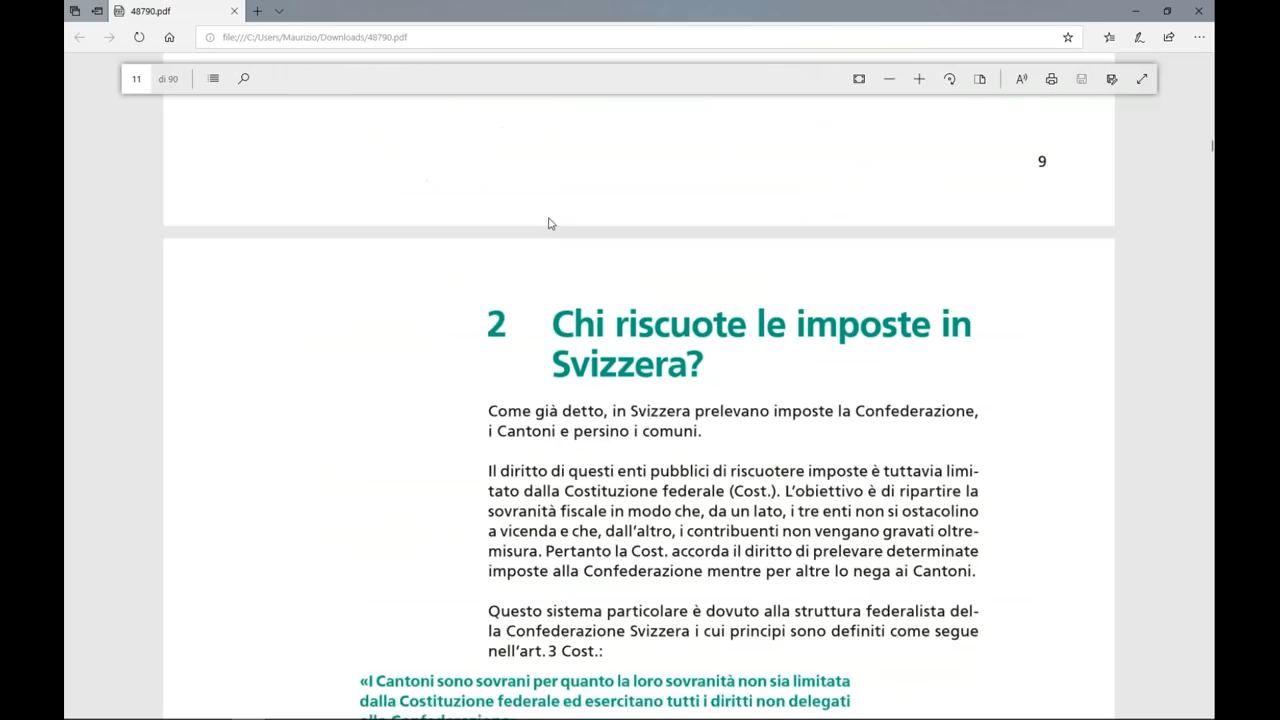 48790.pdf
file:///C:/Users/Maurizio/Downloads/48790.pdf
11 di 90
9
2 Chi riscuote le imposte in
Svizzera?
Come già detto, in Svizzera prelevano imposte la Confederazione,
i Cantoni e persino i comuni.
Il diritto di questi enti pubblici di riscuotere imposte è tuttavia limi-
tato dalla Costituzione federale (Cost.). L'obiettivo è di ripartire la
sovranità fiscale in modo che, da un lato, i tre enti non si ostacolino
a vicenda e che, dall'altro, i contribuenti non vengano gravati oltre-
misura. Pertanto la Cost. accorda il diritto di prelevare determinate
imposte alla Confederazione mentre per altre lo nega ai Cantoni.
Questo sistema particolare è dovuto alla struttura federalista del-
la Confederazione Svizzera i cui principi sono definiti come segue
nell'art. 3 Cost.:
«I Cantoni sono sovrani per quanto la loro sovranità non sia limitata
dalla Costituzione federale ed esercitano tutti i diritti non delegati